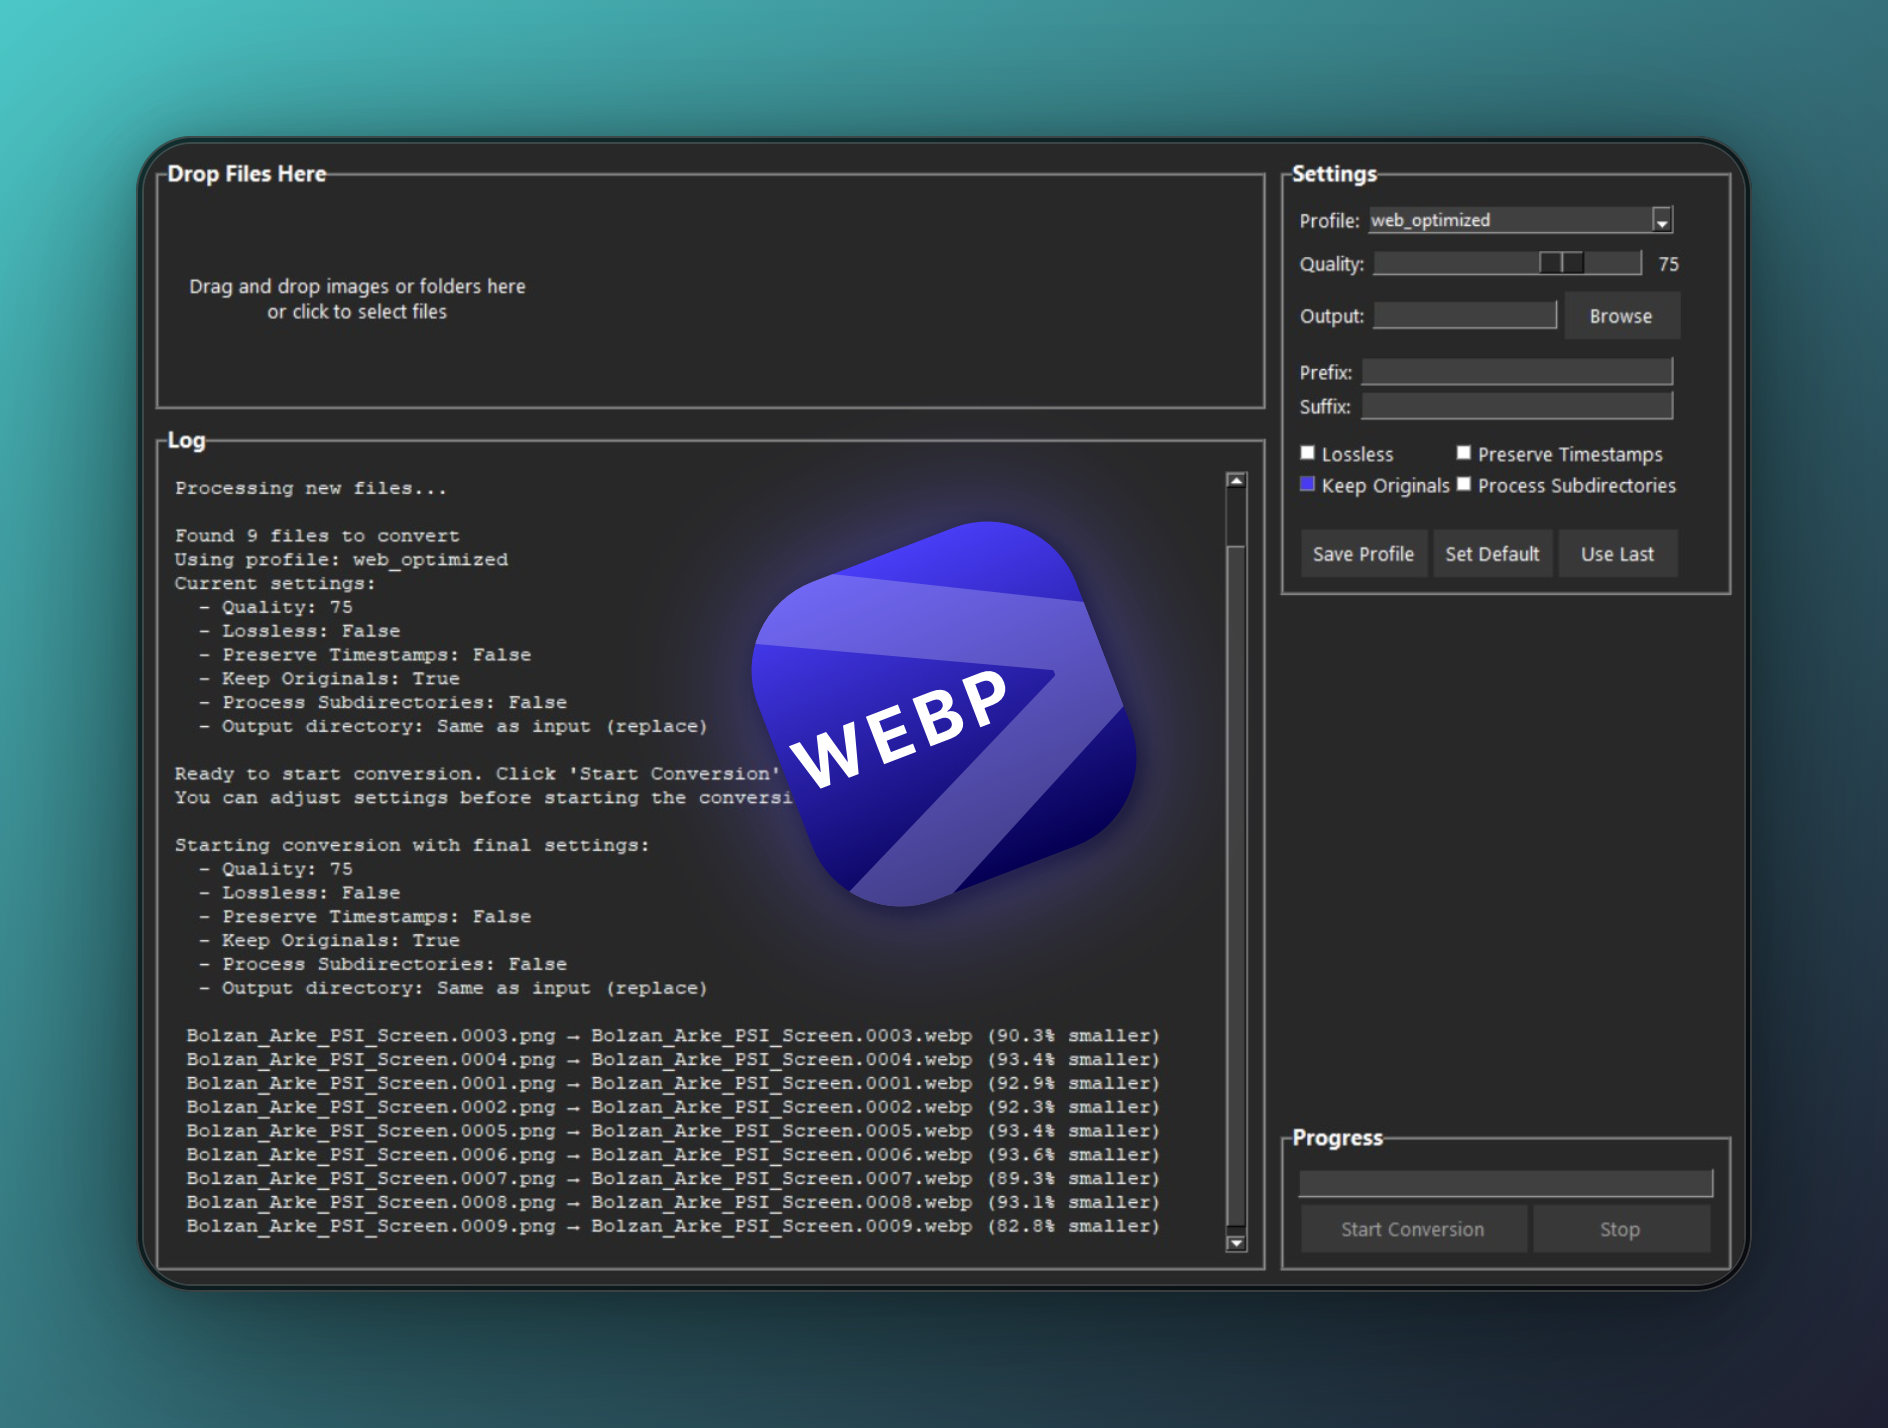 Drop Files Here
Drag and drop images or folders here
or click to select files
Log
Processing new files...
Found 9 files to convert
Using profile: web_optimized
Current settings:
- Quality: 75
- Lossless: False
- Preserve Timestamps: False
- Keep Originals: True
- Process Subdirectories: False
- Output directory: Same as input (replace)
Ready to start conversion. Click 'Start Conversion'
You can adjust settings before starting the conversi
Starting conversion with final settings:
- Quality: 75
- Lossless: False
- Preserve Timestamps: False
- Keep Originals: True
- Process Subdirectories: False
- Output directory: Same as input (replace)
Bolzan_Arke_PSI_Screen.0003.png → Bolzan_Arke_PSI_Screen.0003.webp (90.3% smaller)
Bolzan_Arke_PSI_Screen.0004.png → Bolzan_Arke_PSI_Screen.0004.webp (93.4% smaller)
Bolzan_Arke_PSI_Screen.0001.png → Bolzan_Arke_PSI_Screen.0001.webp (92.9% smaller)
Bolzan_Arke_PSI_Screen.0002.png → Bolzan_Arke_PSI_Screen.0002.webp (92.3% smaller)
Bolzan_Arke_PSI_Screen.0005.png → Bolzan_Arke_PSI_Screen.0005.webp (93.4% smaller)
Bolzan_Arke_PSI_Screen.0006.png → Bolzan_Arke_PSI_Screen.0006.webp (93.6% smaller)
Bolzan_Arke_PSI_Screen.0007.png → Bolzan_Arke_PSI_Screen.0007.webp (89.3% smaller)
Bolzan_Arke_PSI_Screen.0008.png → Bolzan_Arke_PSI_Screen.0008.webp (93.1% smaller)
Bolzan_Arke_PSI_Screen.0009.png → Bolzan_Arke_PSI_Screen.0009.webp (82.8% smaller)
WEBP
Settings
Profile: web_optimized
Quality: 75
Output: Browse
Prefix:
Suffix:
Lossless Preserve Timestamps
Keep Originals Process Subdirectories
Save Profile Set Default Use Last
Progress
Start Conversion Stop